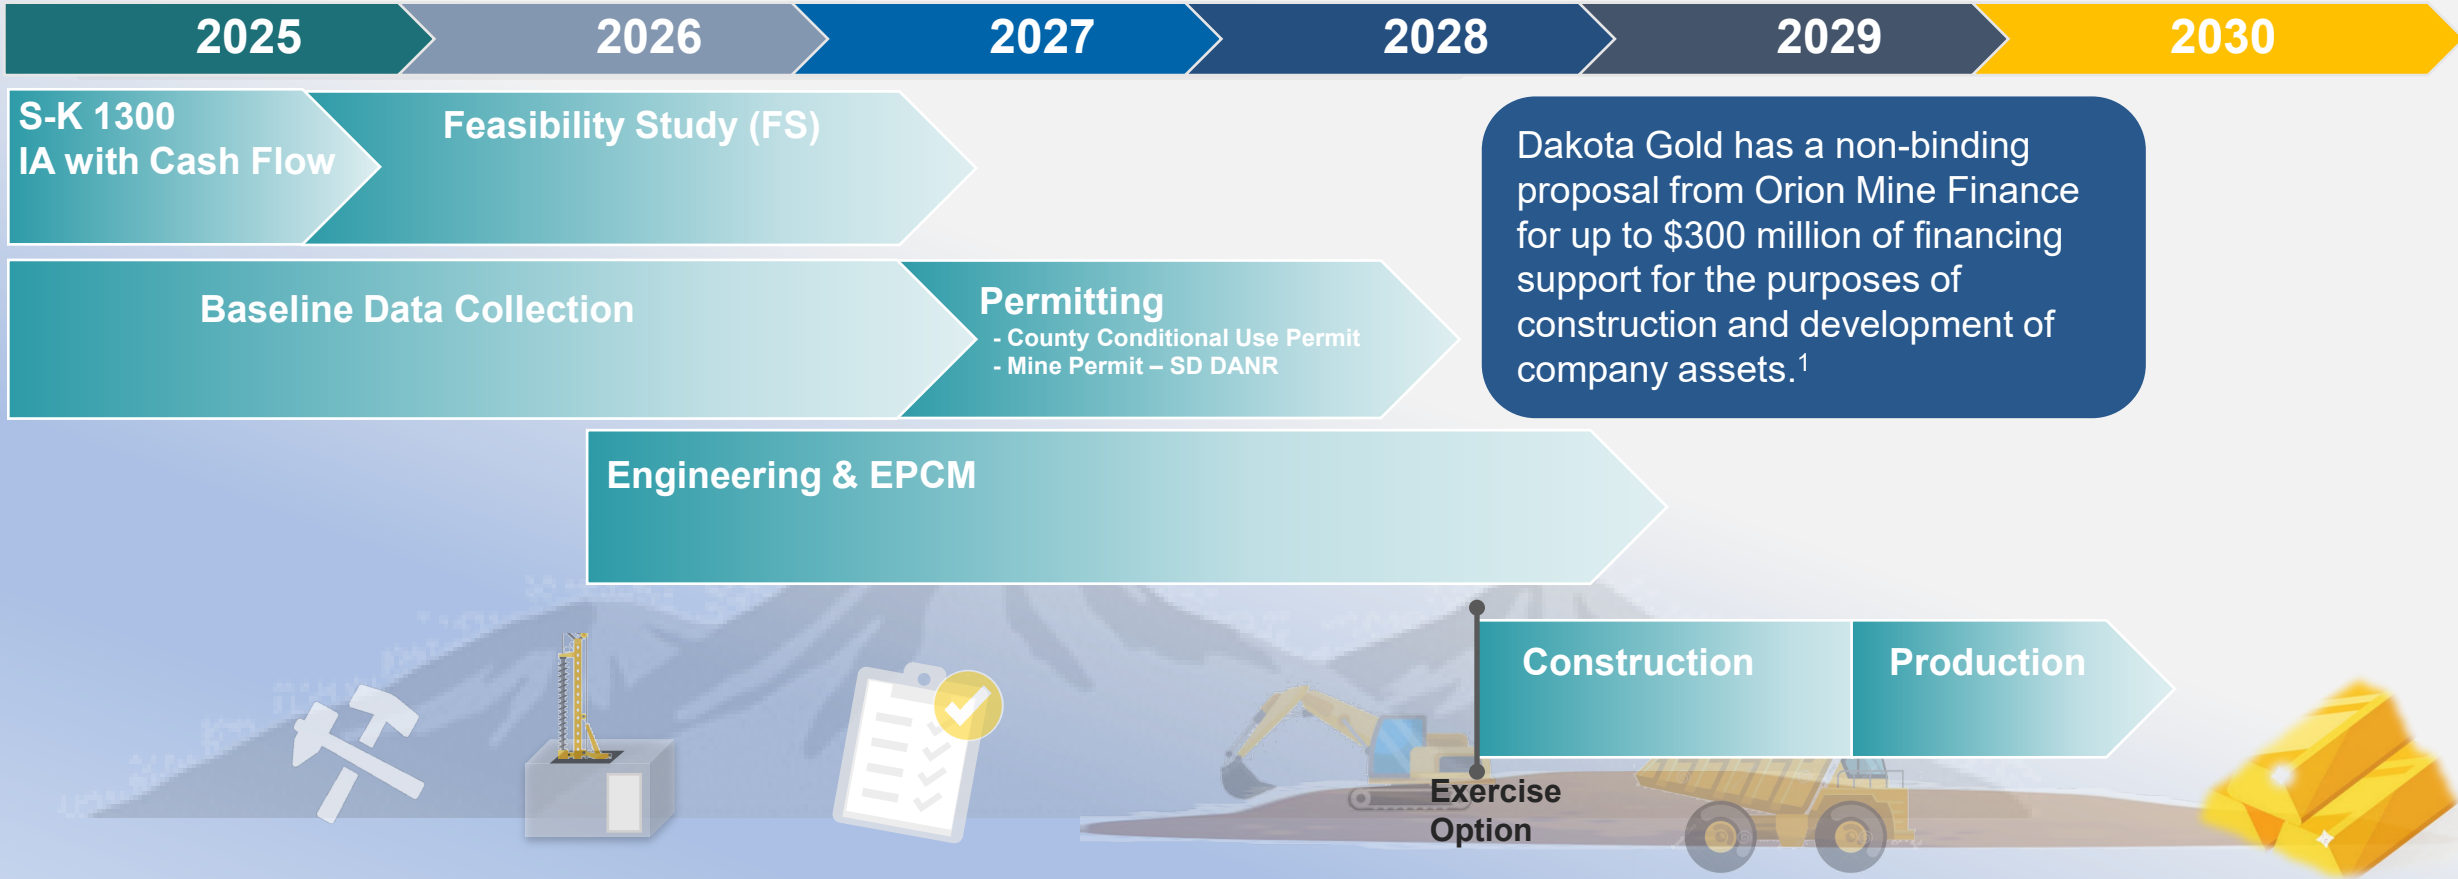 2025
2026
2027
2028
2029
2030
S-K 1300
IA with Cash Flow
Feasibility Study (FS)
Dakota Gold has a non-binding
proposal from Orion Mine Finance
for up to $300 million of financing
support for the purposes of
construction and development of
company assets.¹
Baseline Data Collection
Permitting
- County Conditional Use Permit
- Mine Permit – SD DANR
Engineering & EPCM
Construction
Production
Exercise
Option